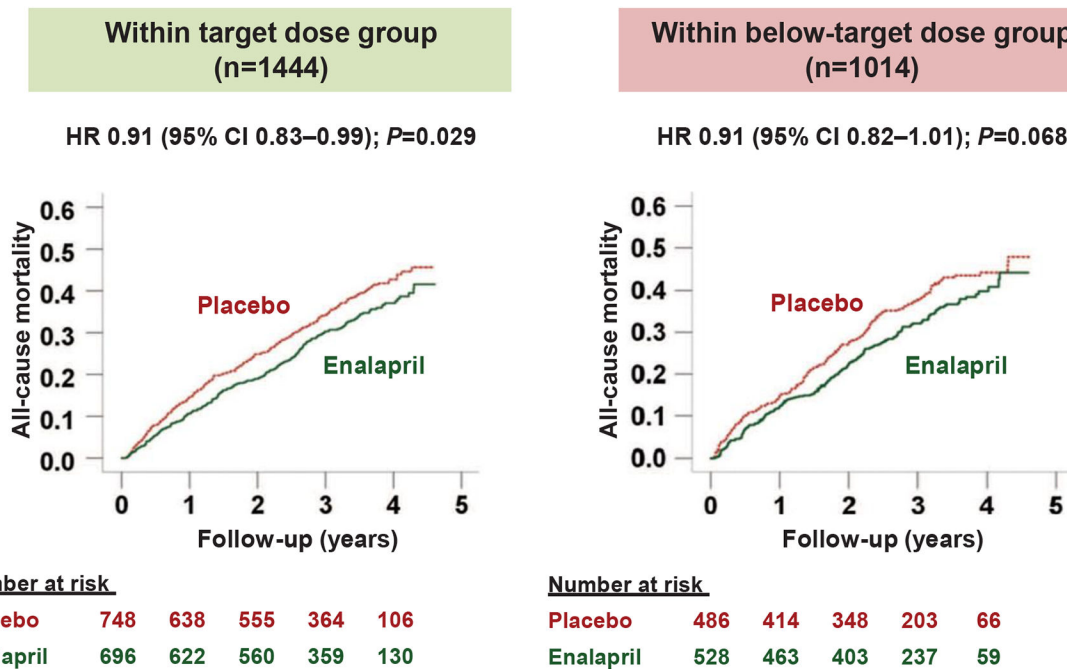 Within target dose group
(n=1444)
HR 0.91 (95% CI 0.83–0.99); P=0.029
All-cause mortality
0.6
0.5
0.4
0.3
0.2
0.1
0.0
Placebo
Enalapril
0 1 2 3 4 5
Follow-up (years)
at risk
748 638 555 364 106
696 622 560 359 130
Within below-target dose group
(n=1014)
HR 0.91 (95% CI 0.82–1.01); P=0.068
All-cause mortality
0.6
0.5
0.4
0.3
0.2
0.1
0.0
Placebo
Enalapril
0 1 2 3 4 5
Follow-up (years)
Number at risk
Placebo 486 414 348 203 66
Enalapril 528 463 403 237 59